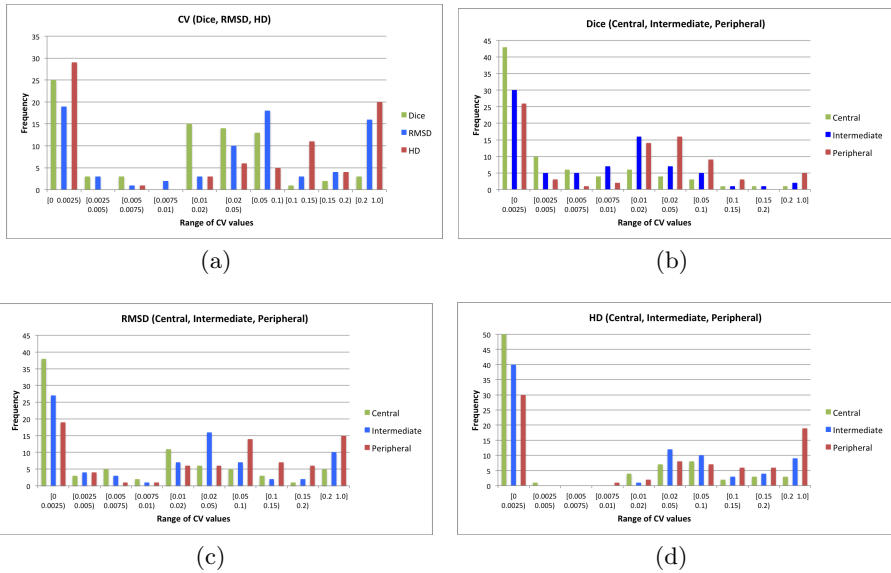 CV (Dice, RMSD, HD)
35
30
25
20
15
10
5
0
Frequency
Dice
RMSD
HD
[0 0.0025) [0.0025 [0.005 [0.0075 [0.01 [0.02 [0.05 0.1) [0.1 0.15) [0.15 0.2) [0.2 1.0]
0.005) 0.0075) 0.01) 0.02) 0.05)
Range of CV values
(a)
Dice (Central, Intermediate, Peripheral)
45
40
35
30
25
20
15
10
5
0
Frequency
Central
Intermediate
Peripheral
[0 [0.0025 [0.005 [0.0075 [0.01 [0.02 [0.05 [0.1 [0.15 [0.2 1.0]
0.0025) 0.005) 0.0075) 0.01) 0.02) 0.05) 0.1) 0.15) 0.2)
Range of CV values
(b)
RMSD (Central, Intermediate, Peripheral)
45
40
35
30
25
20
15
10
5
0
Frequency
Central
Intermediate
Peripheral
[0 [0.0025 [0.005 [0.0075 [0.01 [0.02 [0.05 [0.1 [0.15 [0.2 1.0]
0.0025) 0.005) 0.0075) 0.01) 0.02) 0.05) 0.1) 0.15) 0.2)
Range of CV values
(c)
HD (Central, Intermediate, Peripheral)
50
45
40
35
30
25
20
15
10
5
0
Frequency
Central
Intermediate
Peripheral
[0 [0.0025 [0.005 [0.0075 [0.01 [0.02 [0.05 [0.1 [0.15 [0.2 1.0]
0.0025) 0.005) 0.0075) 0.01) 0.02) 0.05) 0.1) 0.15) 0.2)
Range of CV values
(d)